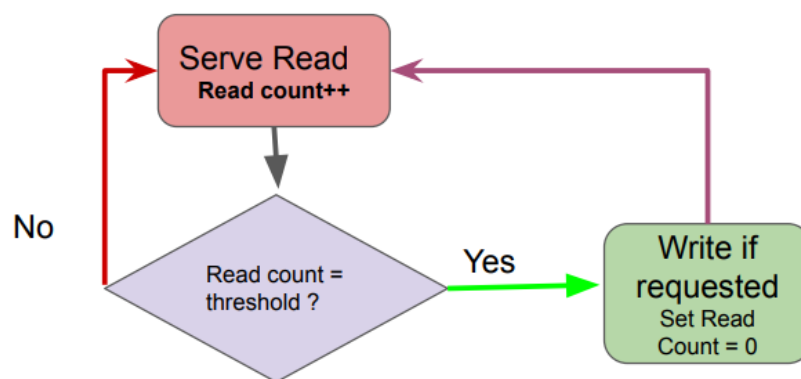 Serve Read
Read count++
No
Read count =
threshold ?
Yes
Write if
requested
Set Read
Count = 0